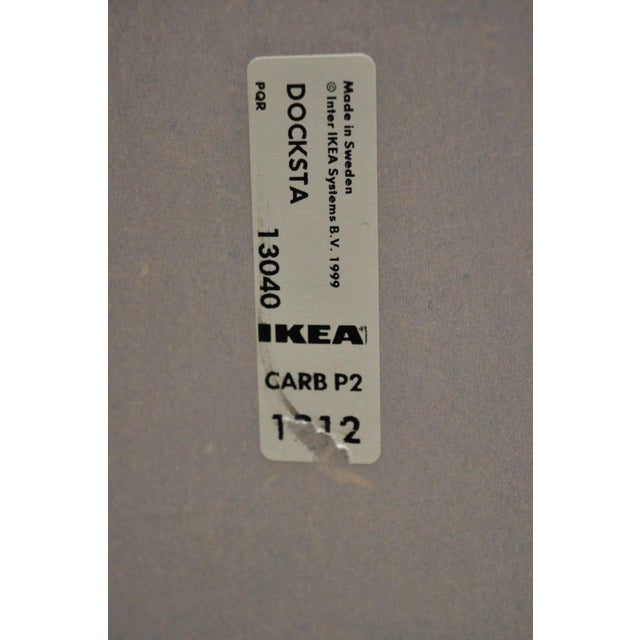 Made in Sweden
© Inter IKEA Systems B.V. 1999
DOCKSTA
PQR
13040
IKEA
CARB P2